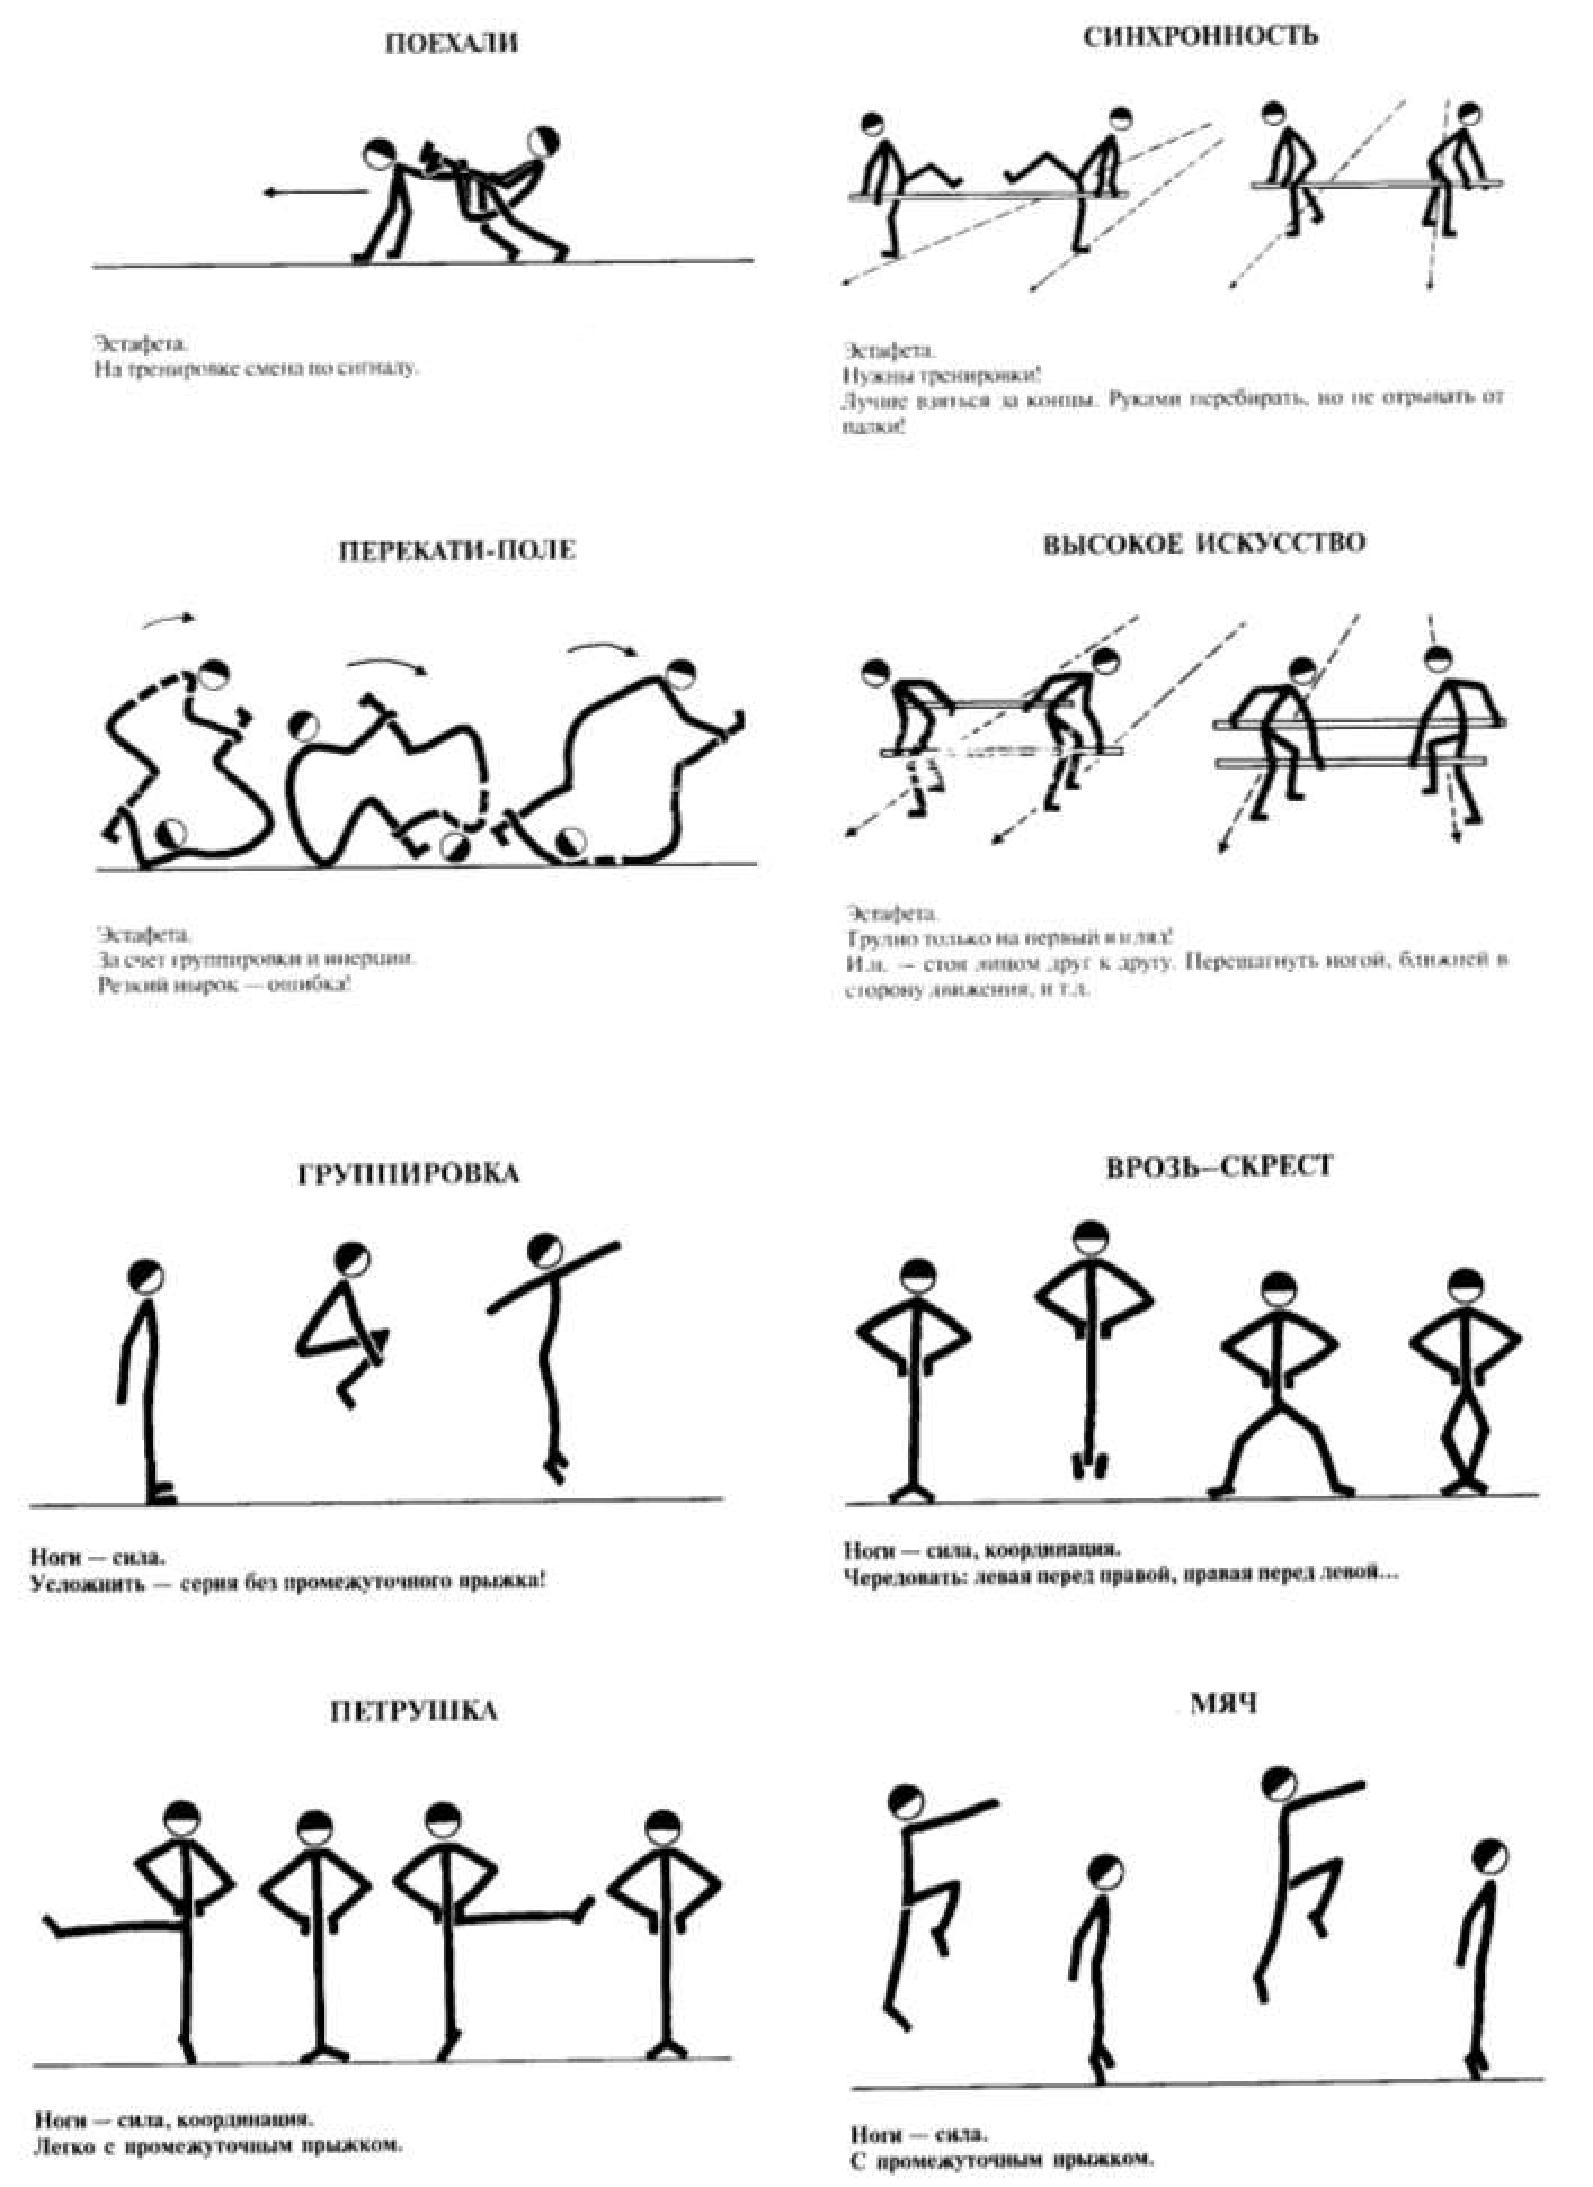 ПОЕХАЛИ
Эстафета.
На тренировке смена по сигналу.
СИНХРОННОСТЬ
Эстафета.
Нужны тренировки!
Лучше взяться за концы. Руками перебирать, но не отрывать от
палки!
ПЕРЕКАТИ-ПОЛЕ
Эстафета.
За счет группировки и инерции.
Резкий нырок — ошибка!
ВЫСОКОЕ ИСКУССТВО
Эстафета.
Трудно только на первый взгляд!
И.п. — стоя лицом друг к другу. Перешагнуть ногой, ближней в
сторону движения, и т.д.
ГРУППИРОВКА
Ноги — сила.
Усложнить — серия без промежуточного прыжка!
ВРОЗЬ—СКРЕСТ
Ноги — сила, координация.
Чередовать: левая перед правой, правая перед левой...
ПЕТРУШКА
Ноги — сила, координация.
Легко с промежуточным прыжком.
МЯЧ
Ноги — сила.
С промежуточным прыжком.